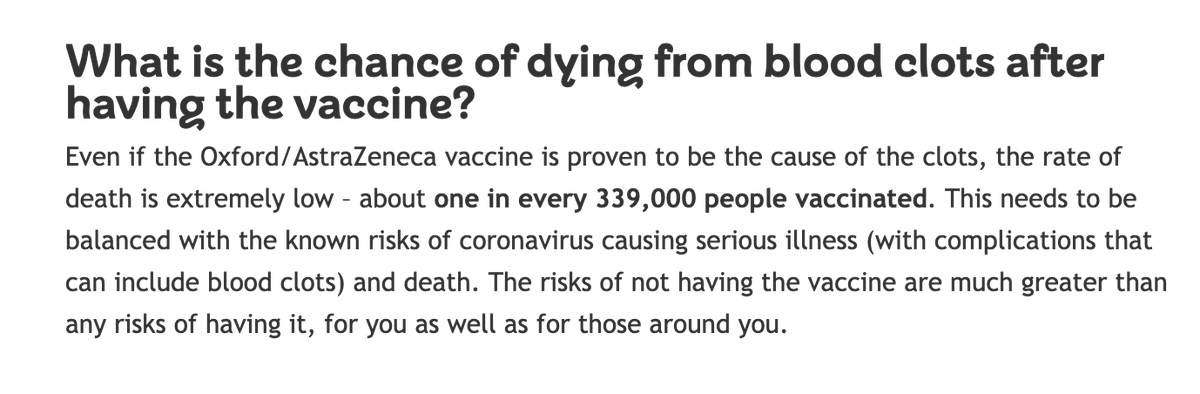 What is the chance of dying from blood clots after
having the vaccine?
Even if the Oxford/AstraZeneca vaccine is proven to be the cause of the clots, the rate of
death is extremely low – about one in every 339,000 people vaccinated. This needs to be
balanced with the known risks of coronavirus causing serious illness (with complications that
can include blood clots) and death. The risks of not having the vaccine are much greater than
any risks of having it, for you as well as for those around you.